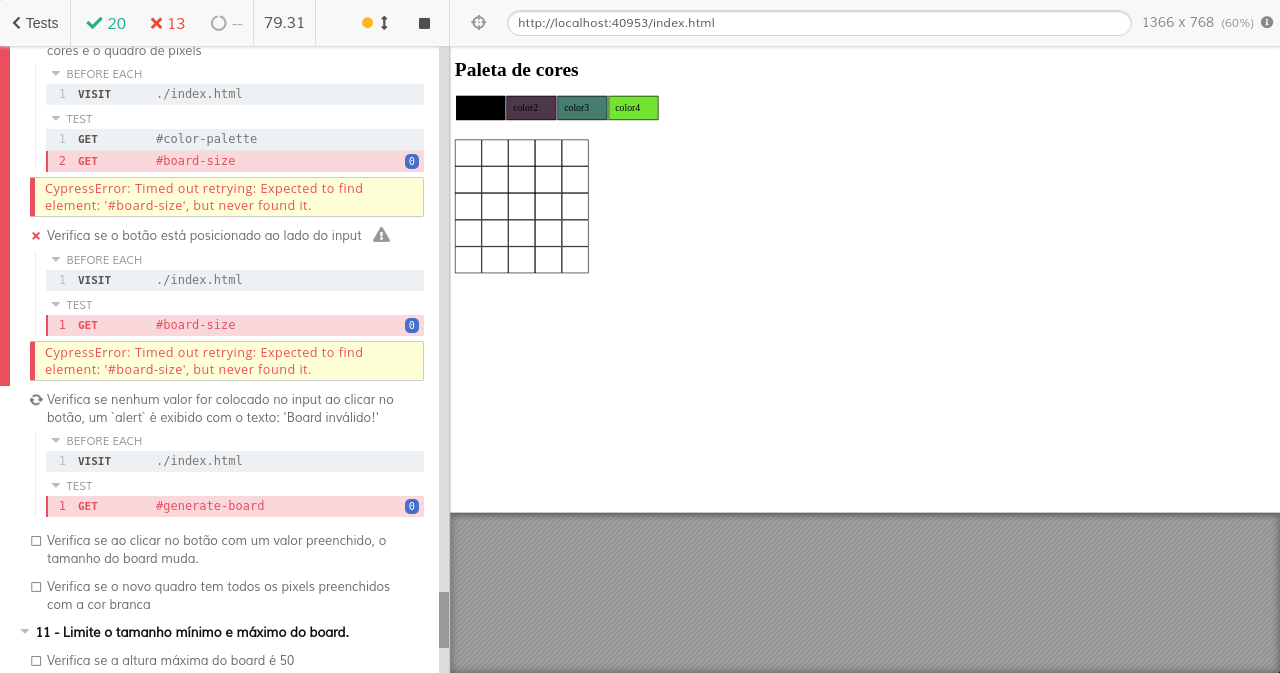 Tests 20 13 -- 79.31 http://localhost:40953/index.html 1366 x 768 (60%)
cores e o quadro de pixels
BEFORE EACH
1 VISIT ./index.html
TEST
1 GET #color-palette
2 GET #board-size 0
CypressError: Timed out retrying: Expected to find
element: '#board-size', but never found it.
Verifica se o botão está posicionado ao lado do input
BEFORE EACH
1 VISIT ./index.html
TEST
1 GET #board-size 0
CypressError: Timed out retrying: Expected to find
element: '#board-size', but never found it.
Verifica se nenhum valor for colocado no input ao clicar no
botão, um `alert` é exibido com o texto: 'Board inválido!'
BEFORE EACH
1 VISIT ./index.html
TEST
1 GET #generate-board 0
Verifica se ao clicar no botão com um valor preenchido, o
tamanho do board muda.
Verifica se o novo quadro tem todos os pixels preenchidos
com a cor branca
11 - Limite o tamanho mínimo e máximo do board.
Verifica se a altura máxima do board é 50
Paleta de cores
color2 color3 color4